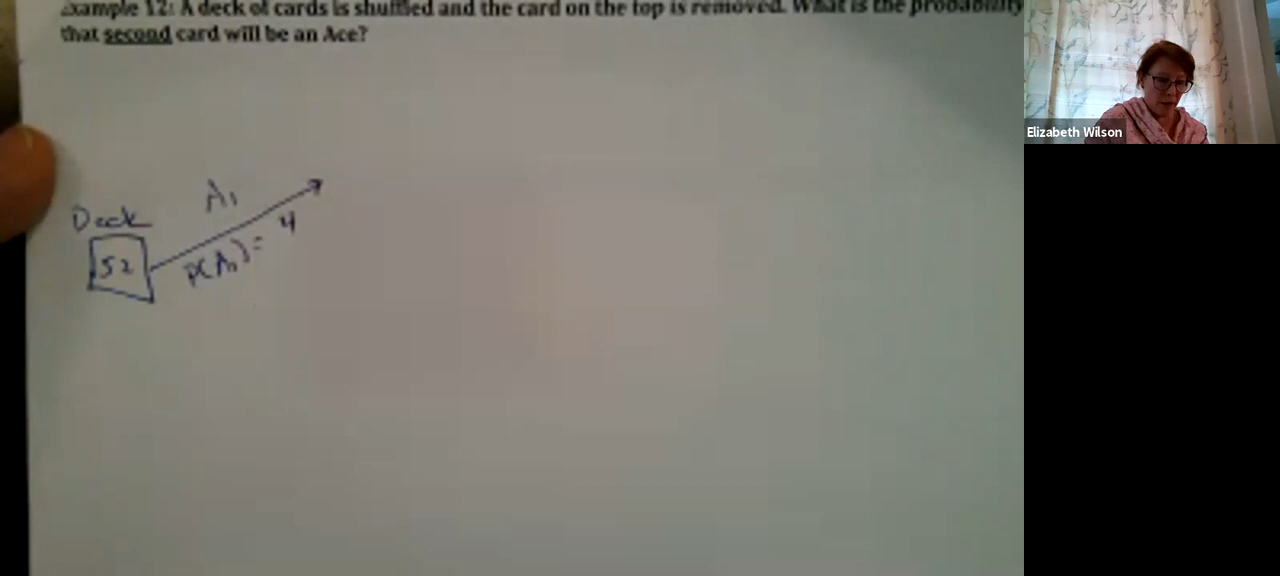 Example 12: A deck of cards is shuffled and the card on the top is removed. What is the probability
that second card will be an Ace?
A₁
Deck
52
P(A₁) = 4
Elizabeth Wilson